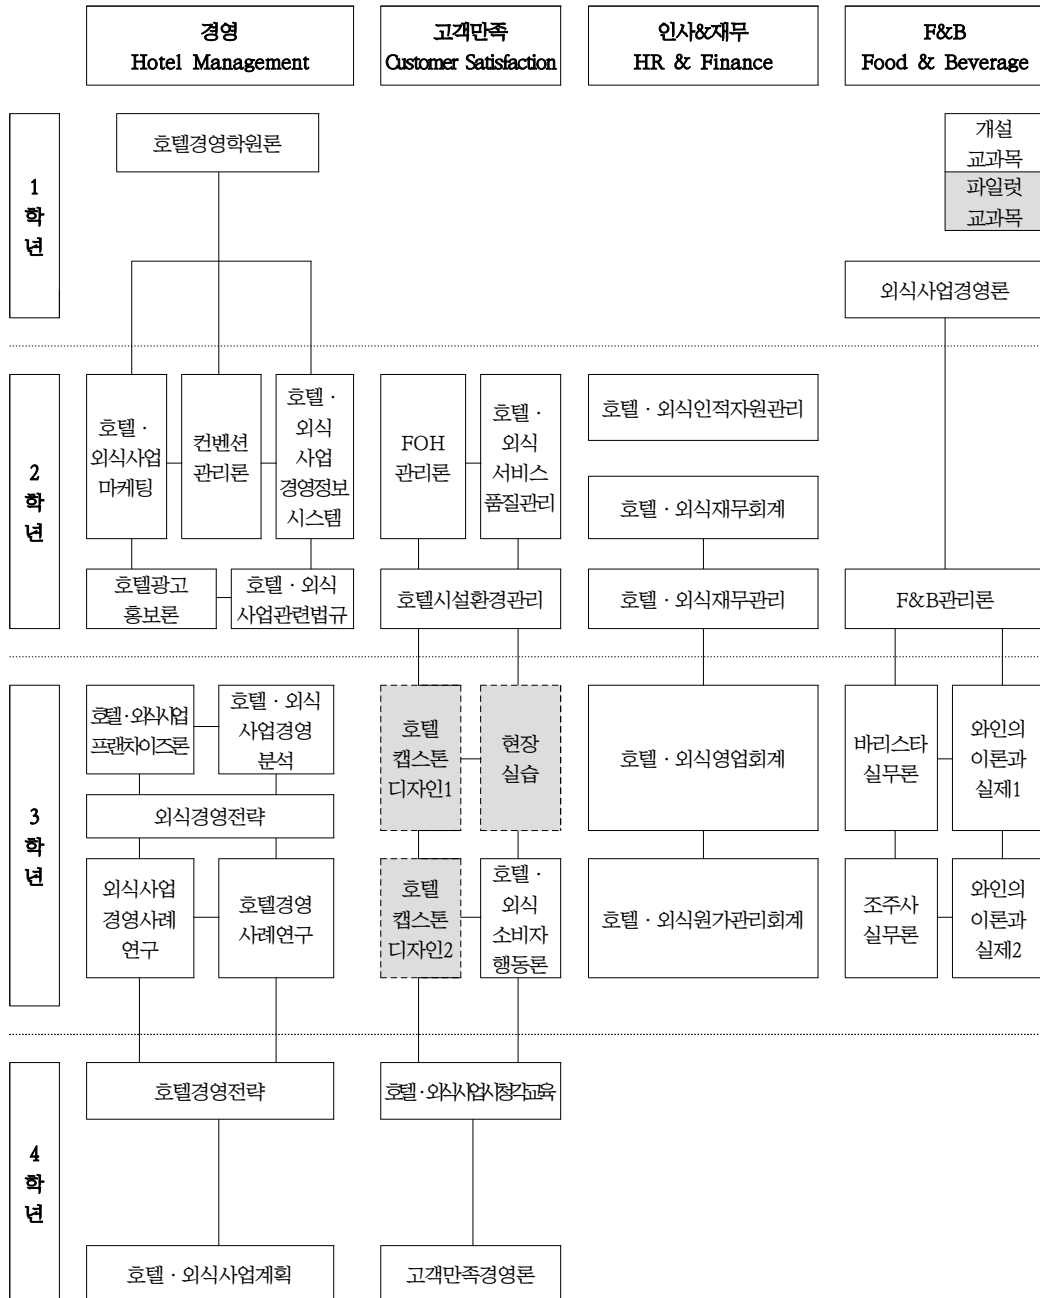 경영
Hotel Management
고객만족
Customer Satisfaction
인사&재무
HR & Finance
F&B
Food & Beverage
1
학
년
호텔경영학원론
개설
교과목
파일럿
교과목
외식사업경영론
2
학
년
호텔 · 
외식사업
마케팅
컨벤션
관리론
호텔 · 
외식
사업
경영정보
시스템
FOH
관리론
호텔 · 
외식
서비스
품질관리
호텔 · 외식인적자원관리
호텔 · 외식재무회계
호텔광고
홍보론
호텔 · 외식
사업관련법규
호텔시설환경관리
호텔 · 외식재무관리
F&B관리론
3
학
년
호텔 · 외식사업
프랜차이즈론
호텔 · 외식
사업경영
분석
호텔
캡스톤
디자인1
현장
실습
호텔 · 외식영업회계
바리스타
실무론
와인의
이론과
실제1
외식경영전략
외식사업
경영사례
연구
호텔경영
사례연구
호텔
캡스톤
디자인2
호텔 · 
외식
소비자
행동론
호텔 · 외식원가관리회계
조주사
실무론
와인의
이론과
실제2
4
학
년
호텔경영전략
호텔 · 외식사업시청각교육
호텔 · 외식사업계획
고객만족경영론